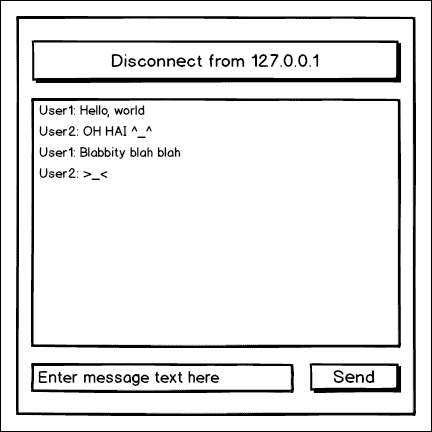 Disconnect from 127.0.0.1
User1: Hello, world
User2: OH HAI ^_^
User1: Blabbity blah blah
User2: >_<
Enter message text here
Send